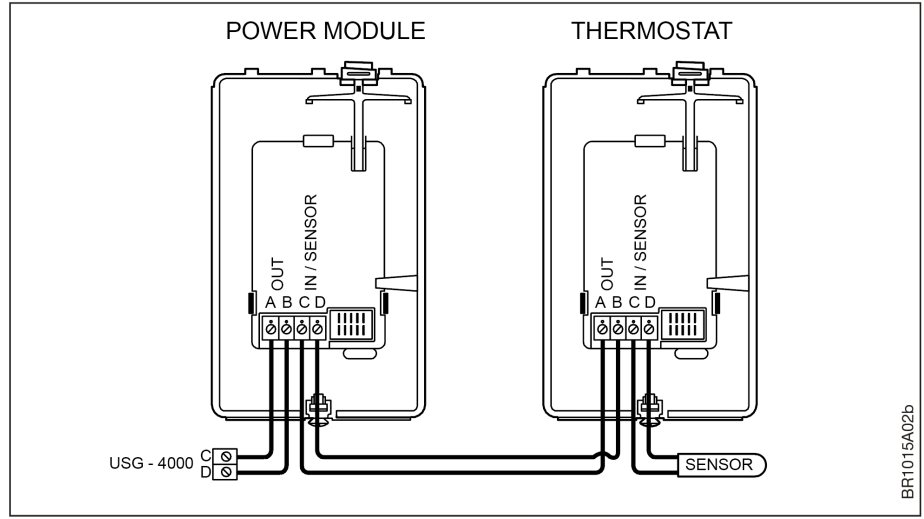 POWER MODULE
THERMOSTAT
OUT
IN / SENSOR
A B C D
OUT
IN / SENSOR
A B C D
USG - 4000
C
D
SENSOR
BR1015A02b